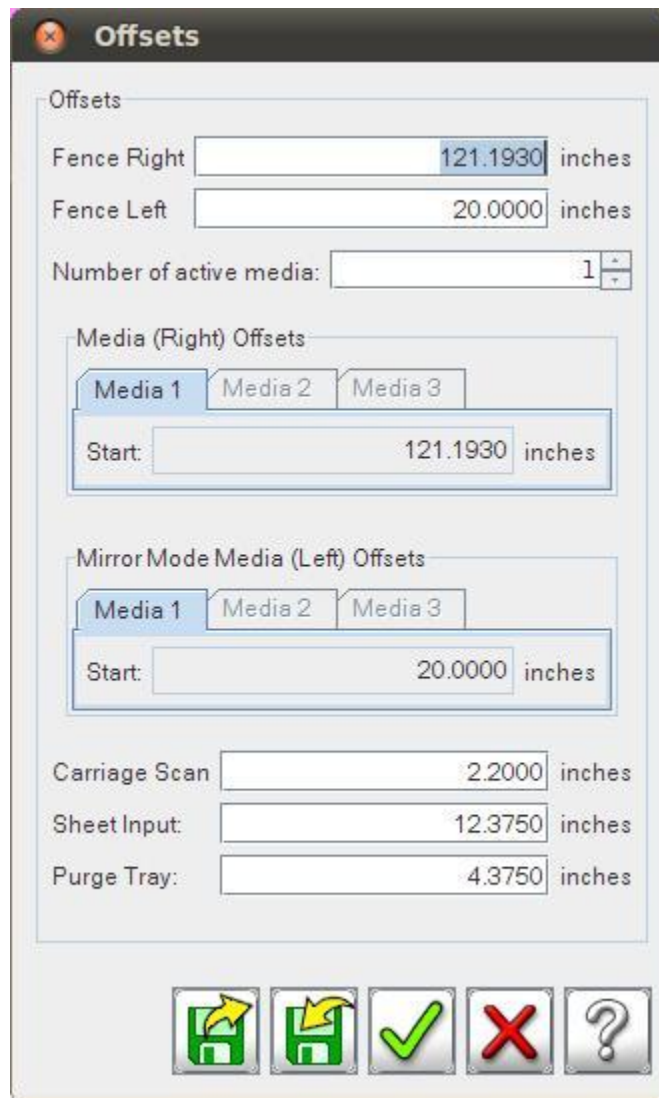 Offsets
Offsets
Fence Right 121.1930 inches
Fence Left 20.0000 inches
Number of active media: 1
Media (Right) Offsets
Media 1 Media 2 Media 3
Start: 121.1930 inches
Mirror Mode Media (Left) Offsets
Media 1 Media 2 Media 3
Start: 20.0000 inches
Carriage Scan 2.2000 inches
Sheet Input: 12.3750 inches
Purge Tray: 4.3750 inches
?